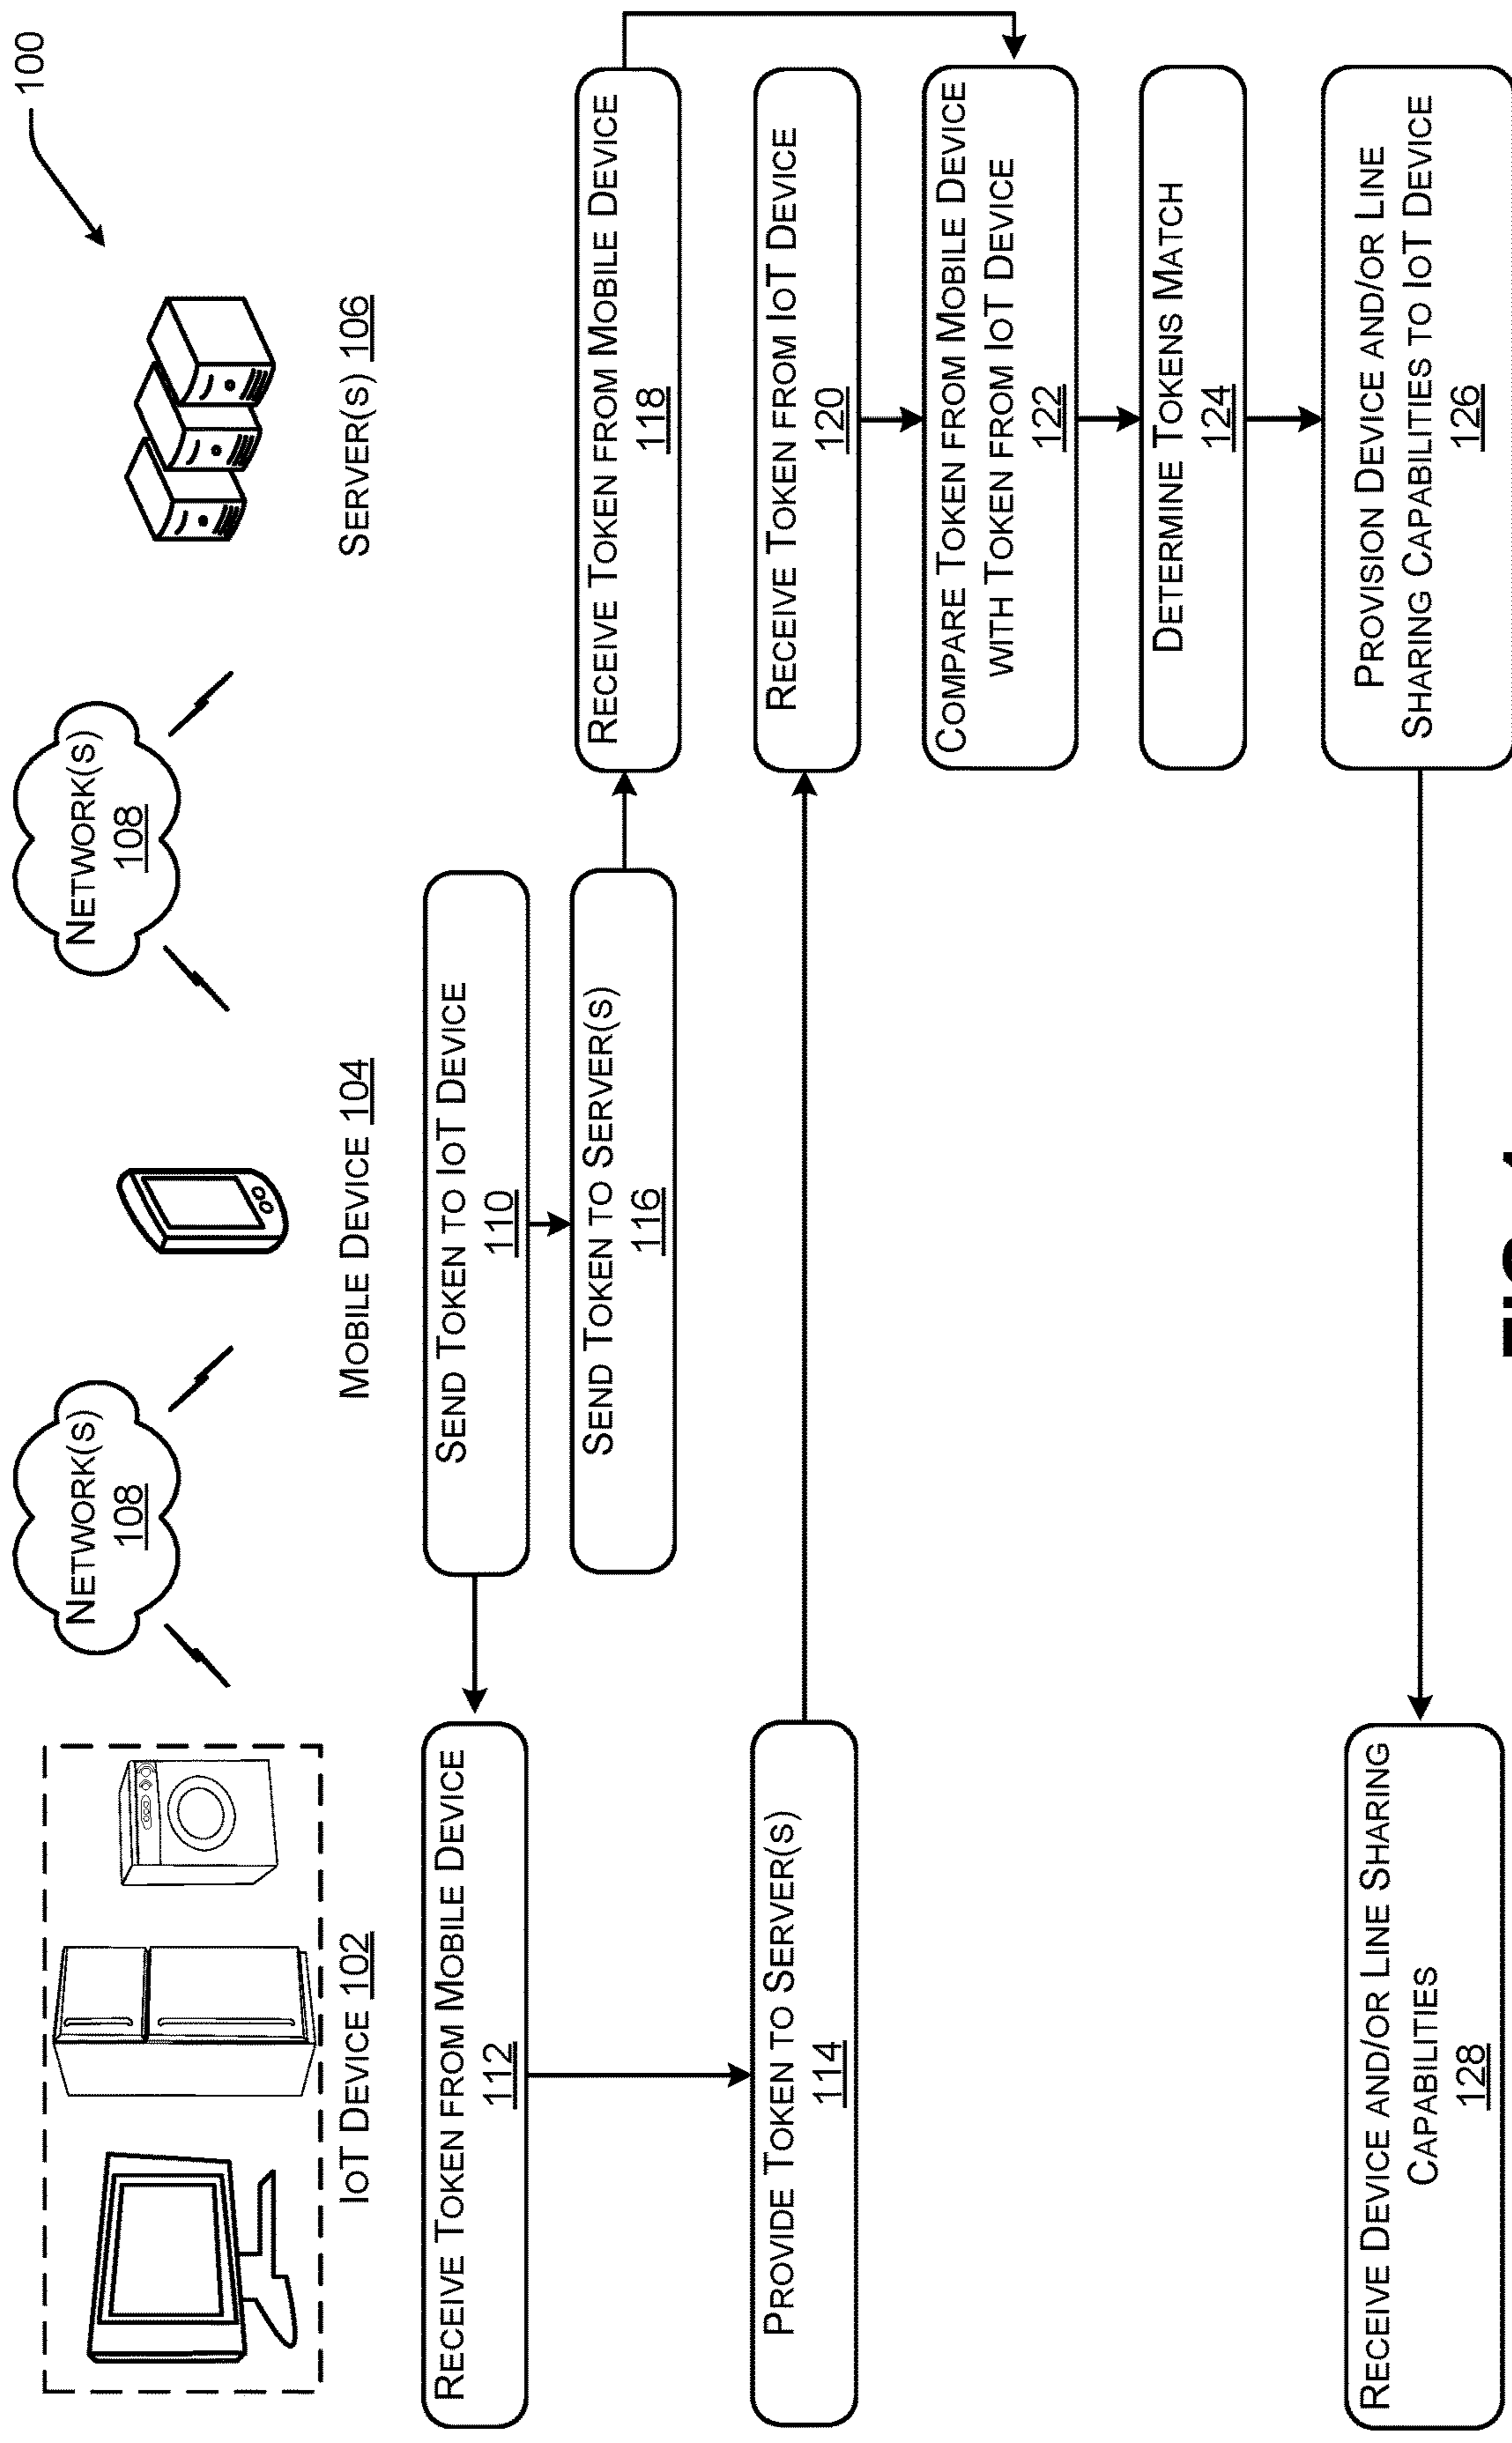 100
NETWORK(S)
108
NETWORK(S)
108
IOT DEVICE 102
MOBILE DEVICE 104
SERVER(S) 106
RECEIVE TOKEN FROM MOBILE DEVICE
112
SEND TOKEN TO IOT DEVICE
110
SEND TOKEN TO SERVER(S)
116
RECEIVE TOKEN FROM MOBILE DEVICE
118
PROVIDE TOKEN TO SERVER(S)
114
RECEIVE TOKEN FROM IOT DEVICE
120
COMPARE TOKEN FROM MOBILE DEVICE
WITH TOKEN FROM IOT DEVICE
122
DETERMINE TOKENS MATCH
124
PROVISION DEVICE AND/OR LINE
SHARING CAPABILITIES TO IOT DEVICE
126
RECEIVE DEVICE AND/OR LINE SHARING
CAPABILITIES
128